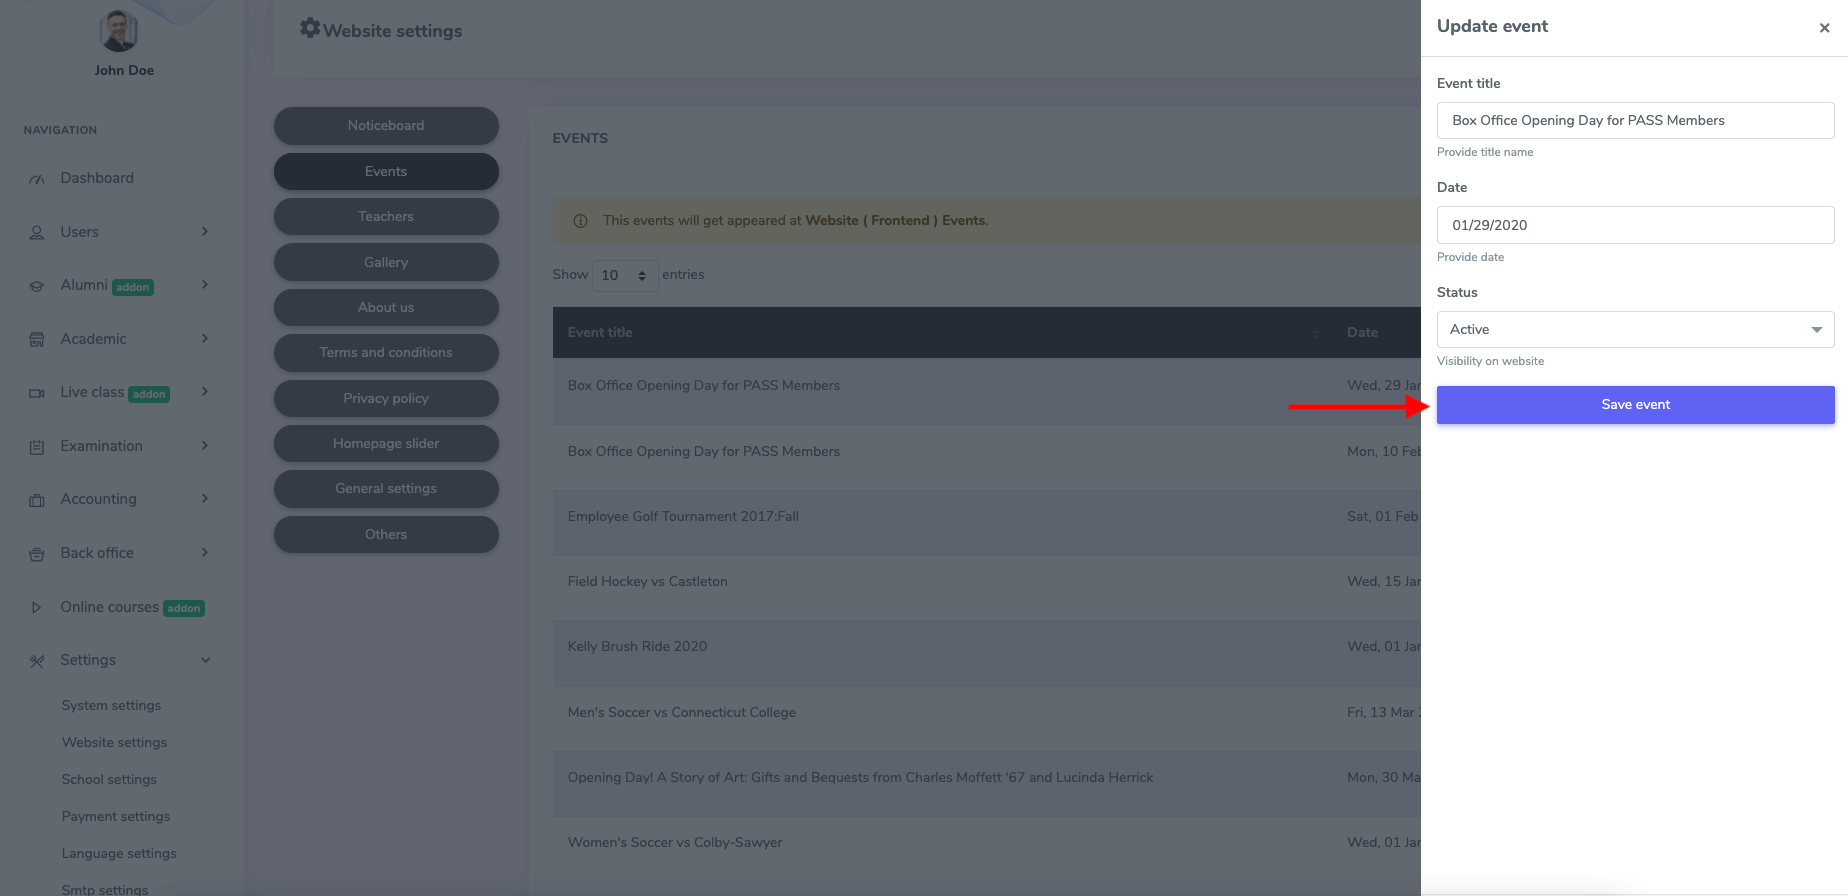 John Doe
NAVIGATION
Dashboard
Users
Alumni addon
Academic
Live class addon
Examination
Accounting
Back office
Online courses addon
Settings
System settings
Website settings
School settings
Payment settings
Language settings
Smtp settings
Website settings
Noticeboard
Events
Teachers
Gallery
About us
Terms and conditions
Privacy policy
Homepage slider
General settings
Others
EVENTS
This events will get appeared at Website ( Frontend ) Events.
Show 10 entries
Event title Date
Box Office Opening Day for PASS Members Wed, 29 Jan
Box Office Opening Day for PASS Members Mon, 10 Feb
Employee Golf Tournament 2017:Fall Sat, 01 Feb
Field Hockey vs Castleton Wed, 15 Jan
Kelly Brush Ride 2020 Wed, 01 Jan
Men's Soccer vs Connecticut College Fri, 13 Mar
Opening Day! A Story of Art: Gifts and Bequests from Charles Moffett '67 and Lucinda Herrick Mon, 30 Ma
Women's Soccer vs Colby-Sawyer Wed, 01 Jan
Update event ×
Event title
Box Office Opening Day for PASS Members
Provide title name
Date
01/29/2020
Provide date
Status
Active
Visibility on website
Save event